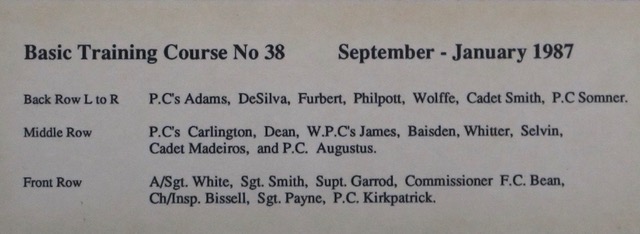 Basic Training Course No 38 September - January 1987
Back Row L to R P.C's Adams, DeSilva, Furbert, Philpott, Wolffe, Cadet Smith, P.C Somner.
Middle Row P.C's Carlington, Dean, W.P.C's James, Baisden, Whitter, Selvin,
Cadet Madeiros, and P.C. Augustus.
Front Row A/Sgt. White, Sgt. Smith, Supt. Garrod, Commissioner F.C. Bean,
Ch/Insp. Bissell, Sgt. Payne, P.C. Kirkpatrick.